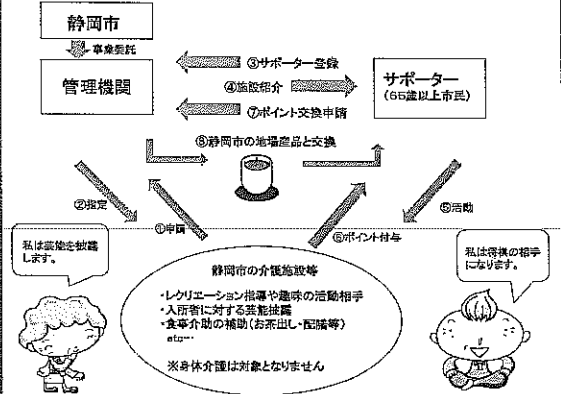 静岡市
事業委託
管理機関
③サポーター登録
④施設紹介
⑦ポイント交換申請
サポーター
(65歳以上市民)
⑧静岡市の地場産品と交換
②指定
①申請
⑥ポイント付与
⑤活動
私は芸能を披露
します。
私は将棋の相手
になります。
静岡市の介護施設等
・レクリエーション指導や趣味の活動相手
・入所者に対する芸能披露
・食事介助の補助(お茶出し・配膳等)
etc…
※身体介護は対象となりません